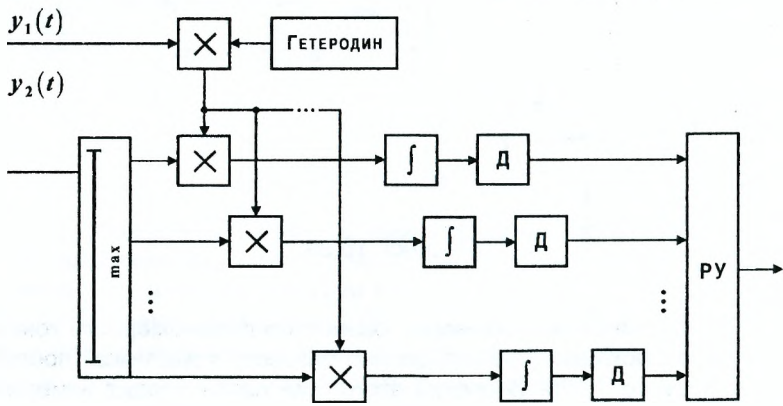 y₁(t)
ГЕТЕРОДИН
y₂(t)
...
∫ Д
max
∫ Д
РУ
∫ Д